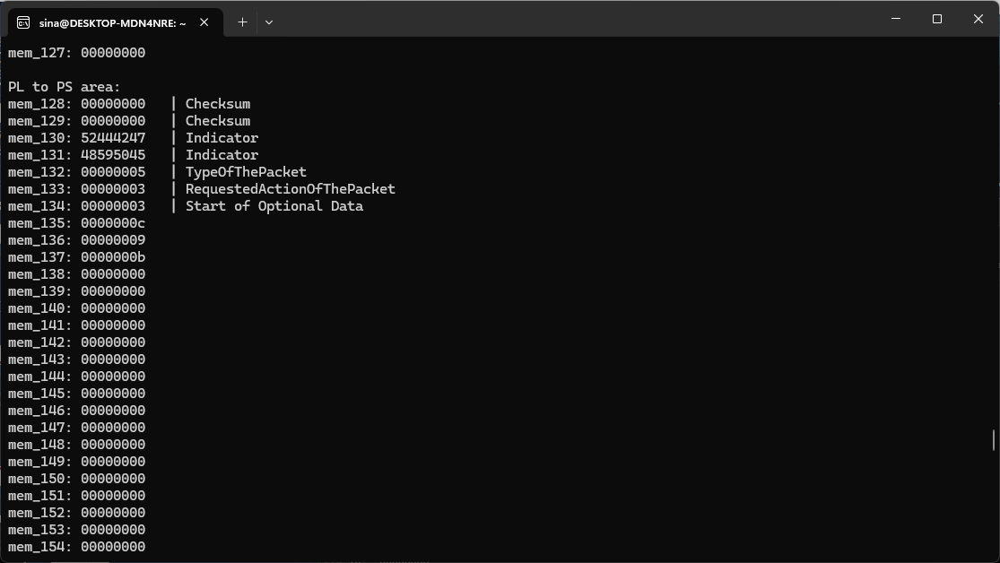 sina@DESKTOP-MDN4NRE: ~
mem_127: 00000000
PL to PS area:
mem_128: 00000000 | Checksum
mem_129: 00000000 | Checksum
mem_130: 52444247 | Indicator
mem_131: 48595045 | Indicator
mem_132: 00000005 | TypeOfThePacket
mem_133: 00000003 | RequestedActionOfThePacket
mem_134: 00000003 | Start of Optional Data
mem_135: 0000000c
mem_136: 00000009
mem_137: 0000000b
mem_138: 00000000
mem_139: 00000000
mem_140: 00000000
mem_141: 00000000
mem_142: 00000000
mem_143: 00000000
mem_144: 00000000
mem_145: 00000000
mem_146: 00000000
mem_147: 00000000
mem_148: 00000000
mem_149: 00000000
mem_150: 00000000
mem_151: 00000000
mem_152: 00000000
mem_153: 00000000
mem_154: 00000000